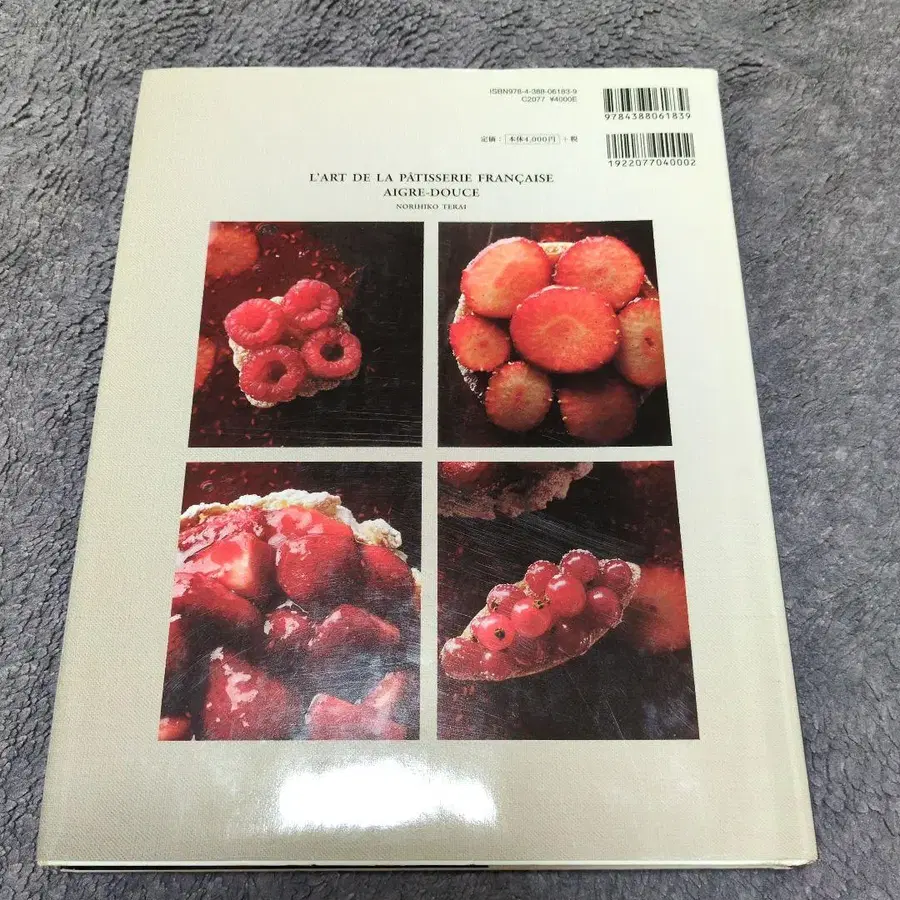 ISBN978-4-388-06183-9
C2077 ¥4000E
9784388061839
定価：本体4,000円＋税
1922077040002
L'ART DE LA PÂTISSERIE FRANÇAISE
AIGRE-DOUCE
NORIHIKO TERAI